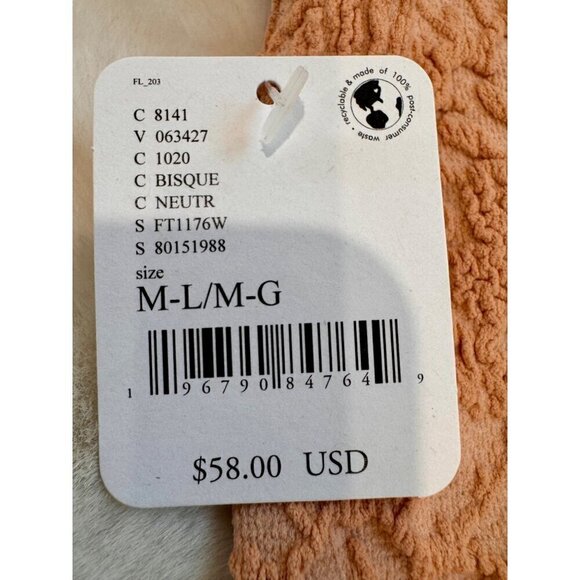 FL_203
recyclable & made of 100% post-consumer waste •
C 8141
V 063427
C 1020
C BISQUE
C NEUTR
S FT1176W
S 80151988
size
M-L/M-G
1 96790 84764 9
$58.00 USD